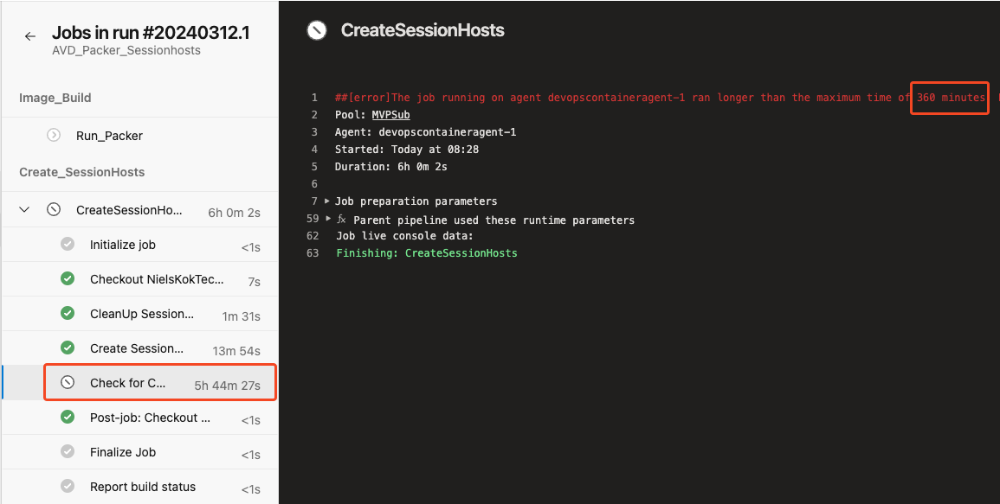 Jobs in run #20240312.1
AVD_Packer_Sessionhosts
Image_Build
Run_Packer
Create_SessionHosts
CreateSessionHo... 6h 0m 2s
Initialize job <1s
Checkout NielsKokTec... 7s
CleanUp Session... 1m 31s
Create Session... 13m 54s
Check for C... 5h 44m 27s
Post-job: Checkout ... <1s
Finalize Job <1s
Report build status <1s
CreateSessionHosts
1 ##[error]The job running on agent devopscontaineragent-1 ran longer than the maximum time of 360 minutes
2 Pool: MVPSub
3 Agent: devopscontaineragent-1
4 Started: Today at 08:28
5 Duration: 6h 0m 2s
6
7 Job preparation parameters
59 fx Parent pipeline used these runtime parameters
62 Job live console data:
63 Finishing: CreateSessionHosts